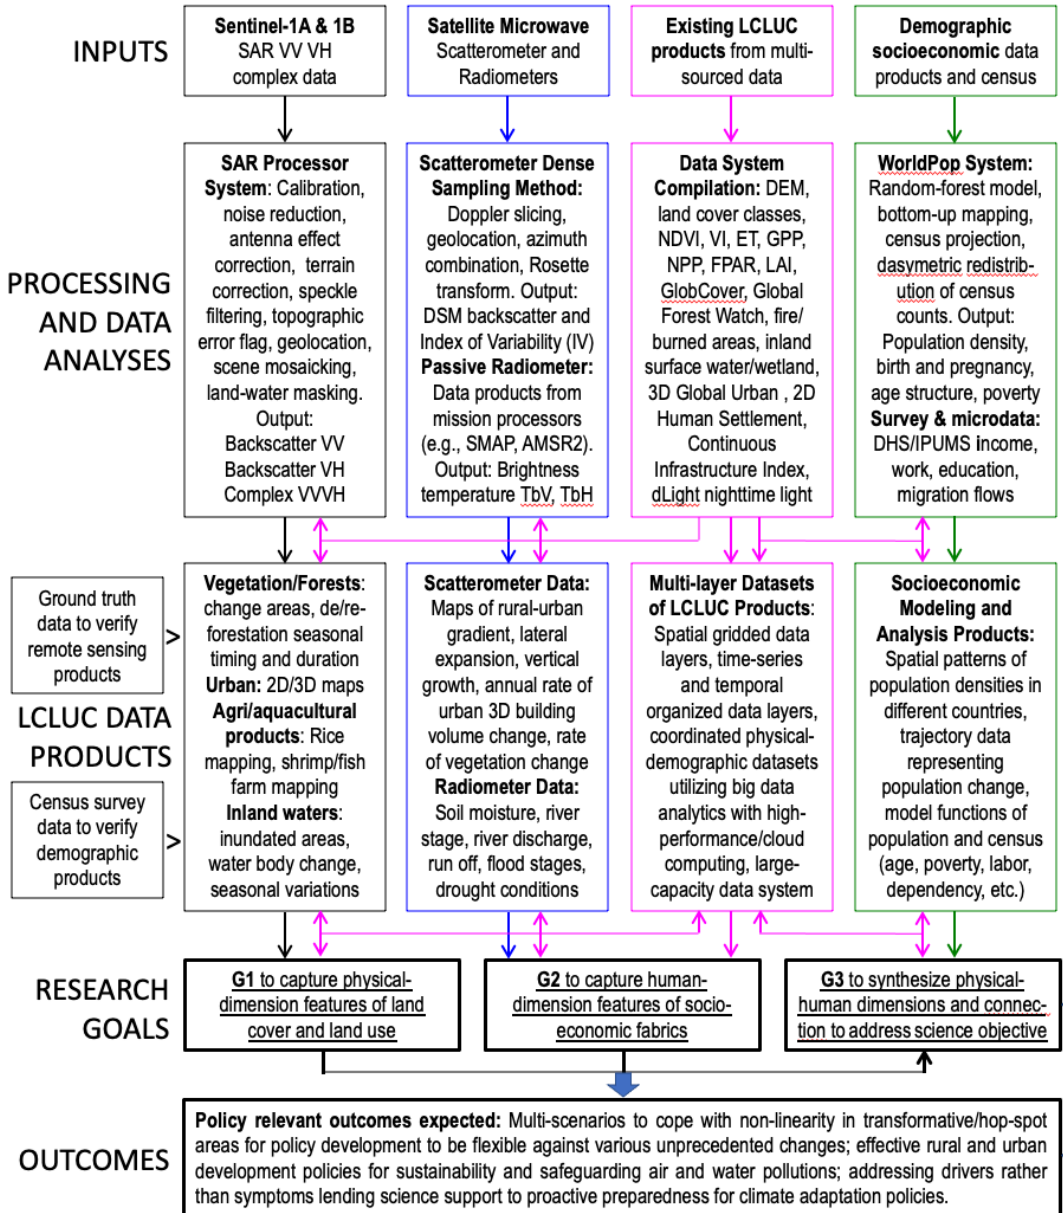 INPUTS
Sentinel-1A & 1B
SAR VV VH
complex data
Satellite Microwave
Scatterometer and
Radiometers
Existing LCLUC
products from multi-
sourced data
Demographic
socioeconomic data
products and census
PROCESSING
AND DATA
ANALYSES
SAR Processor
System: Calibration,
noise reduction,
antenna effect
correction, terrain
correction, speckle
filtering, topographic
error flag, geolocation,
scene mosaicking,
land-water masking.
Output:
Backscatter VV
Backscatter VH
Complex VVVH
Scatterometer Dense
Sampling Method:
Doppler slicing,
geolocation, azimuth
combination, Rosette
transform. Output:
DSM backscatter and
Index of Variability (IV)
Passive Radiometer:
Data products from
mission processors
(e.g., SMAP, AMSR2).
Output: Brightness
temperature TbV, TbH
Data System
Compilation: DEM,
land cover classes,
NDVI, VI, ET, GPP,
NPP, FPAR, LAI,
GlobCover, Global
Forest Watch, fire/
burned areas, inland
surface water/wetland,
3D Global Urban , 2D
Human Settlement,
Continuous
Infrastructure Index,
dLight nighttime light
WorldPop System:
Random-forest model,
bottom-up mapping,
census projection,
dasymetric redistrib-
ution of census
counts. Output:
Population density,
birth and pregnancy,
age structure, poverty
Survey & microdata:
DHS/IPUMS income,
work, education,
migration flows
Ground truth
data to verify
remote sensing
products
>
LCLUC DATA
PRODUCTS
Census survey
data to verify
demographic
products
>
Vegetation/Forests:
change areas, de/re-
forestation seasonal
timing and duration
Urban: 2D/3D maps
Agri/aquacultural
products: Rice
mapping, shrimp/fish
farm mapping
Inland waters:
inundated areas,
water body change,
seasonal variations
Scatterometer Data:
Maps of rural-urban
gradient, lateral
expansion, vertical
growth, annual rate of
urban 3D building
volume change, rate
of vegetation change
Radiometer Data:
Soil moisture, river
stage, river discharge,
run off, flood stages,
drought conditions
Multi-layer Datasets
of LCLUC Products:
Spatial gridded data
layers, time-series
and temporal
organized data layers,
coordinated physical-
demographic datasets
utilizing big data
analytics with high-
performance/cloud
computing, large-
capacity data system
Socioeconomic
Modeling and
Analysis Products:
Spatial patterns of
population densities in
different countries,
trajectory data
representing
population change,
model functions of
population and census
(age, poverty, labor,
dependency, etc.)
RESEARCH
GOALS
G1 to capture physical-
dimension features of land
cover and land use
G2 to capture human-
dimension features of socio-
economic fabrics
G3 to synthesize physical-
human dimensions and connec-
tion to address science objective
OUTCOMES
Policy relevant outcomes expected: Multi-scenarios to cope with non-linearity in transformative/hop-spot
areas for policy development to be flexible against various unprecedented changes; effective rural and urban
development policies for sustainability and safeguarding air and water pollutions; addressing drivers rather
than symptoms lending science support to proactive preparedness for climate adaptation policies.